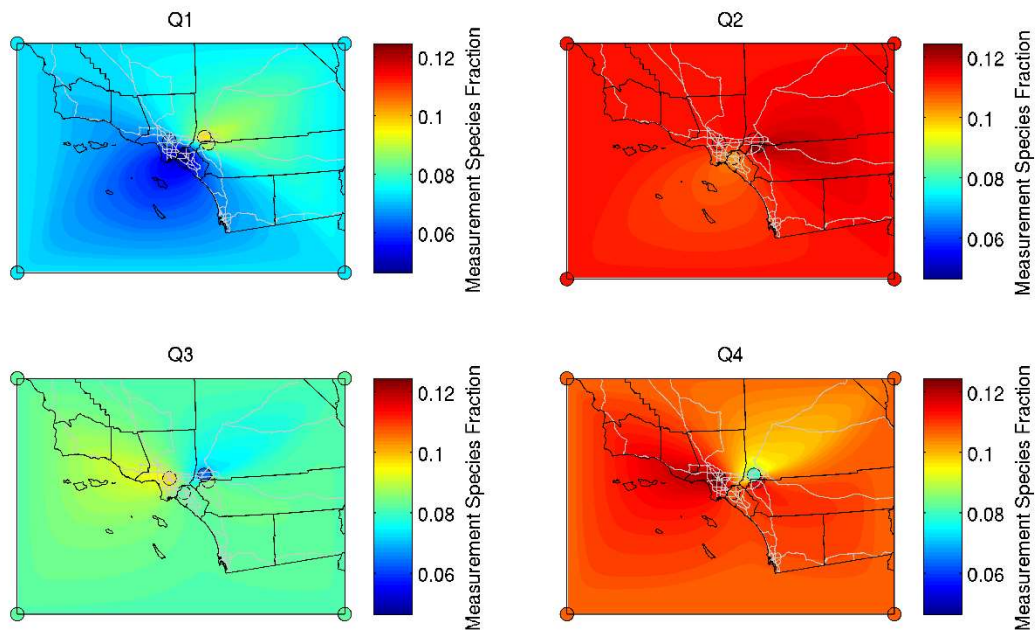 Q1
0.12
0.1
0.08
0.06
Measurement Species Fraction
Q2
0.12
0.1
0.08
0.06
Measurement Species Fraction
Q3
0.12
0.1
0.08
0.06
Measurement Species Fraction
Q4
0.12
0.1
0.08
0.06
Measurement Species Fraction